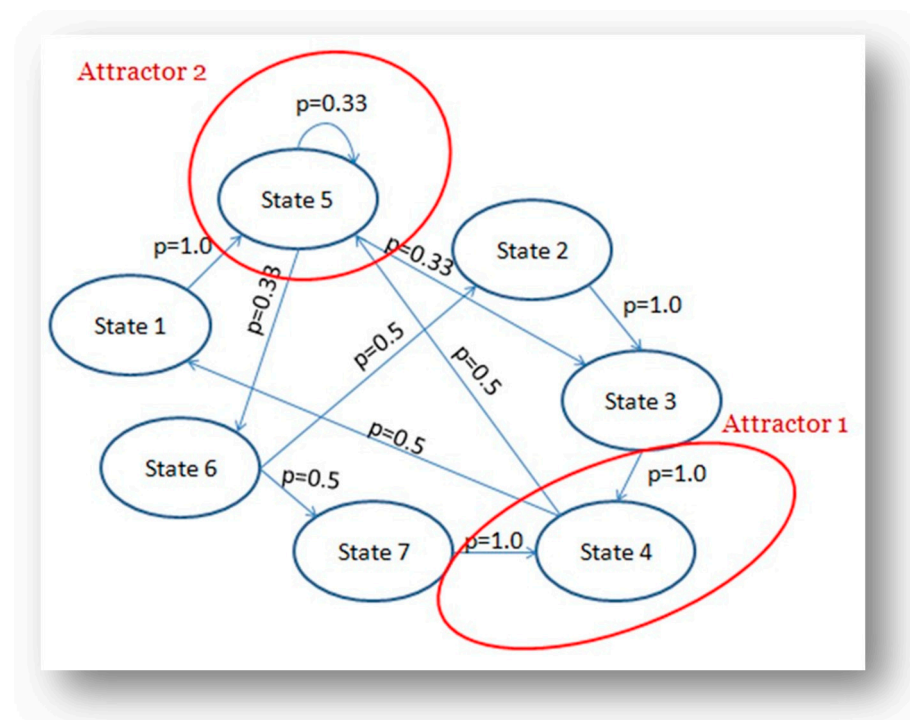 Attractor 2
p=0.33
State 5
p=1.0
p=0.33
State 2
p=0.33
p=1.0
State 1
p=0.5
p=0.5
State 3
Attractor 1
p=0.5
State 6
p=0.5
p=1.0
State 7
p=1.0
State 4